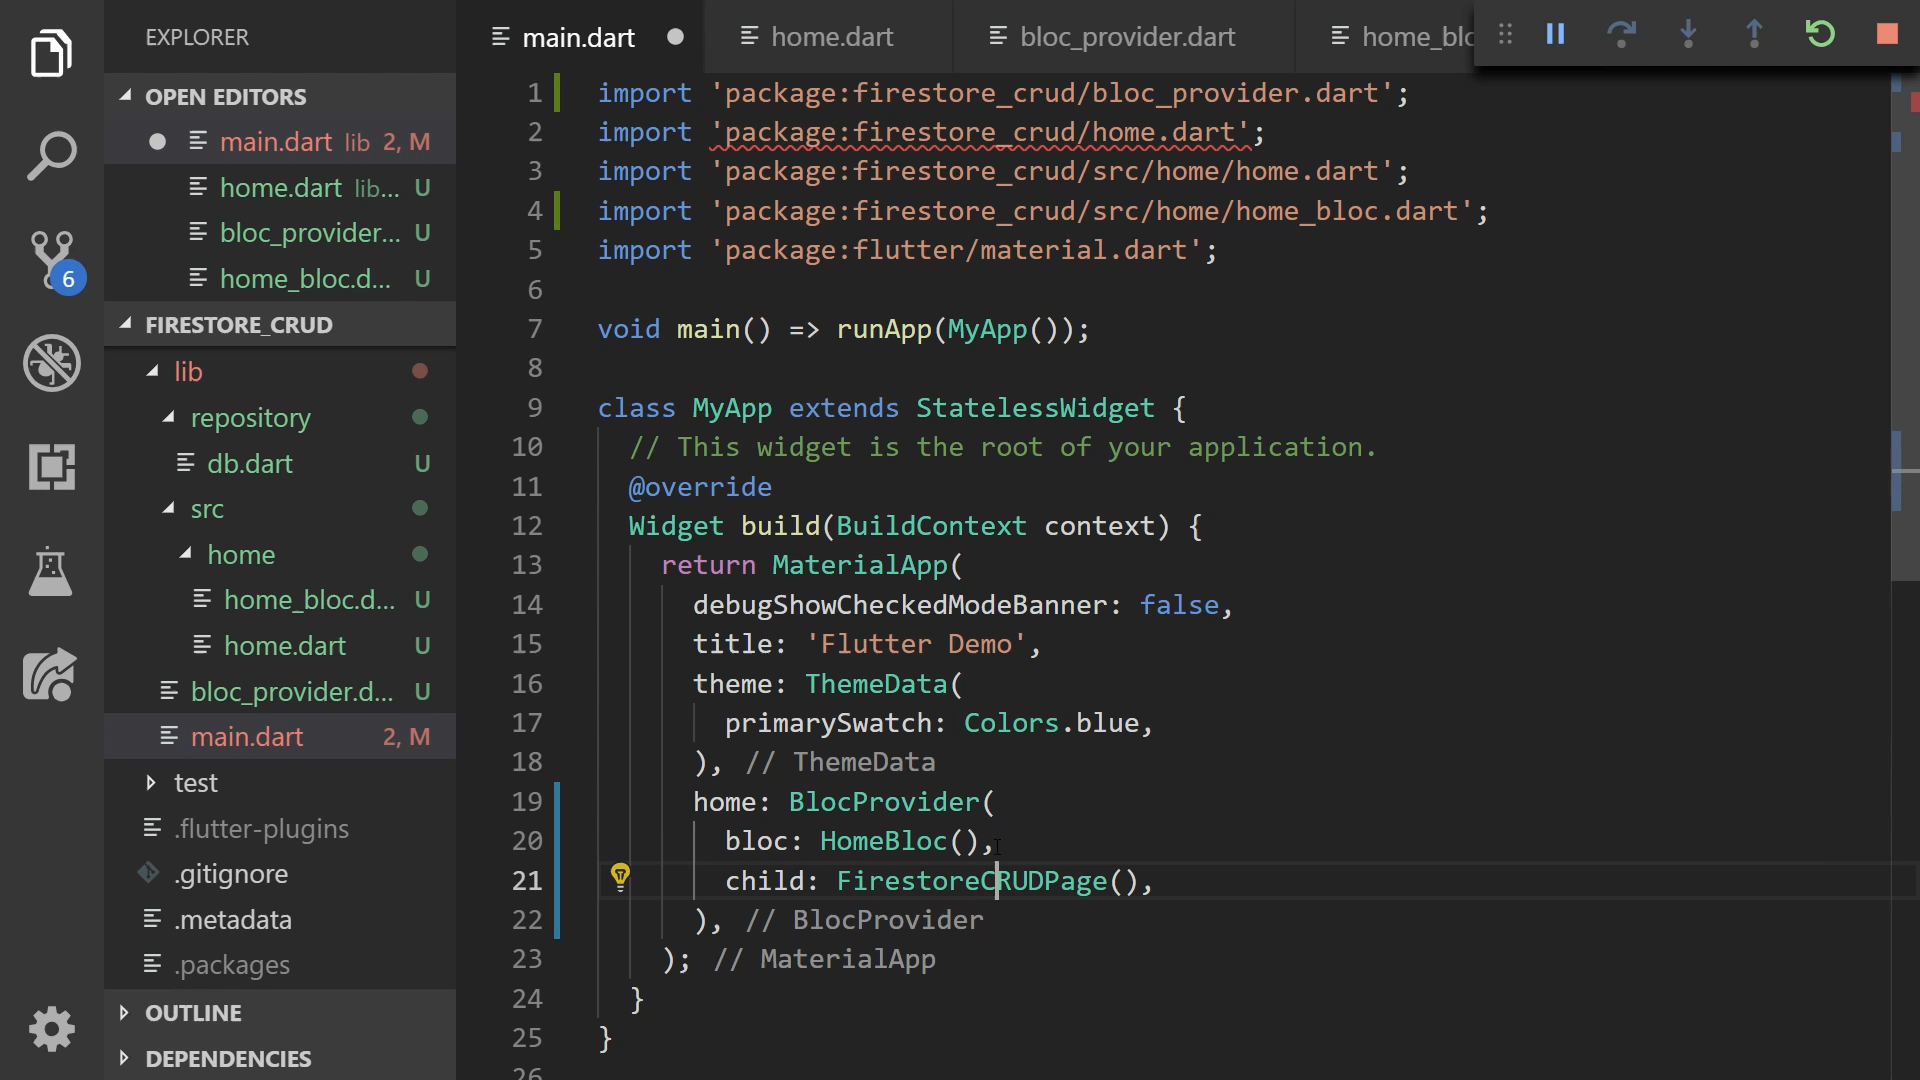 EXPLORER
OPEN EDITORS
main.dart lib 2, M
home.dart lib... U
bloc_provider... U
home_bloc.d... U
FIRESTORE_CRUD
lib
repository
db.dart U
src
home
home_bloc.d... U
home.dart U
bloc_provider.d... U
main.dart 2, M
test
.flutter-plugins
.gitignore
.metadata
.packages
OUTLINE
DEPENDENCIES
6
main.dart
home.dart
bloc_provider.dart
home_blc
1 import 'package:firestore_crud/bloc_provider.dart';
2 import 'package:firestore_crud/home.dart';
3 import 'package:firestore_crud/src/home/home.dart';
4 import 'package:firestore_crud/src/home/home_bloc.dart';
5 import 'package:flutter/material.dart';
6
7 void main() => runApp(MyApp());
8
9 class MyApp extends StatelessWidget {
10 // This widget is the root of your application.
11 @override
12 Widget build(BuildContext context) {
13 return MaterialApp(
14 debugShowCheckedModeBanner: false,
15 title: 'Flutter Demo',
16 theme: ThemeData(
17 primarySwatch: Colors.blue,
18 ), // ThemeData
19 home: BlocProvider(
20 bloc: HomeBloc(),
21 child: FirestoreCRUDPage(),
22 ), // BlocProvider
23 ); // MaterialApp
24 }
25 }
26